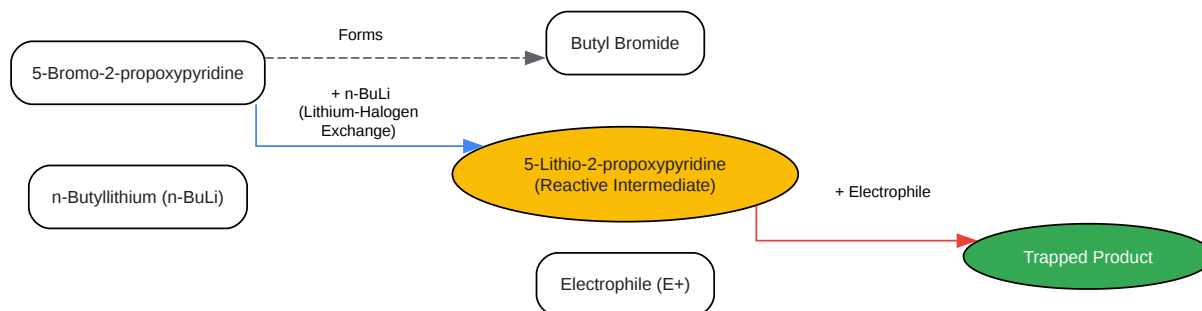 Forms
Butyl Bromide
5-Bromo-2-propoxypyridine
+ n-BuLi
(Lithium-Halogen
Exchange)
5-Lithio-2-propoxypyridine
(Reactive Intermediate)
n-Butyllithium (n-BuLi)
+ Electrophile
Trapped Product
Electrophile (E+)